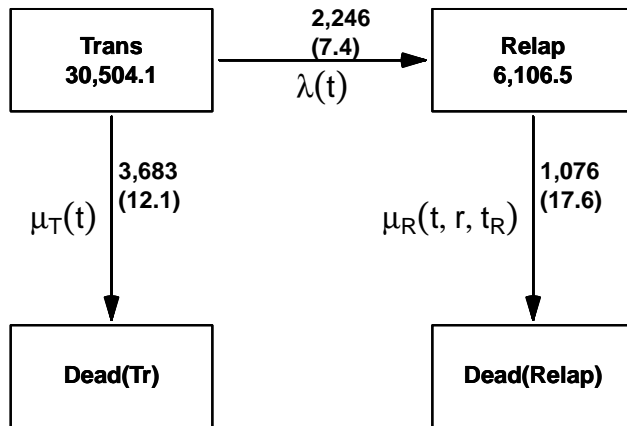 2,246
(7.4)
Trans
30,504.1
λ(t)
Relap
6,106.5
3,683
(12.1)
μT(t)
1,076
(17.6)
μR(t, r, tR)
Dead(Tr)
Dead(Relap)